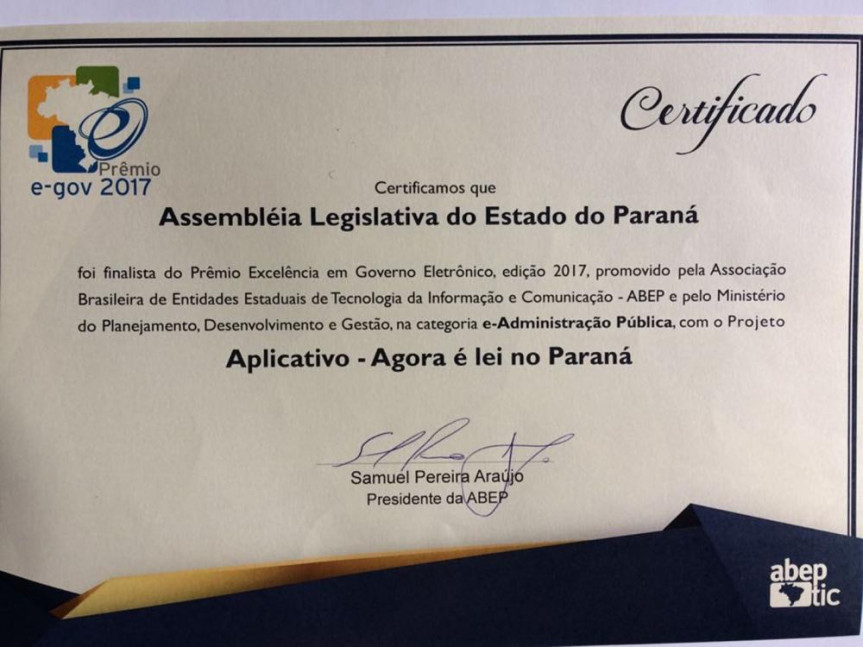 Prêmio
e-gov 2017
Certificado
Certificamos que
Assembléia Legislativa do Estado do Paraná
foi finalista do Prêmio Excelência em Governo Eletrônico, edição 2017, promovido pela Associação
Brasileira de Entidades Estaduais de Tecnologia da Informação e Comunicação - ABEP e pelo Ministério
do Planejamento, Desenvolvimento e Gestão, na categoria e-Administração Pública, com o Projeto
Aplicativo - Agora é lei no Paraná
Samuel Pereira Araújo
Presidente da ABEP
abep
tic